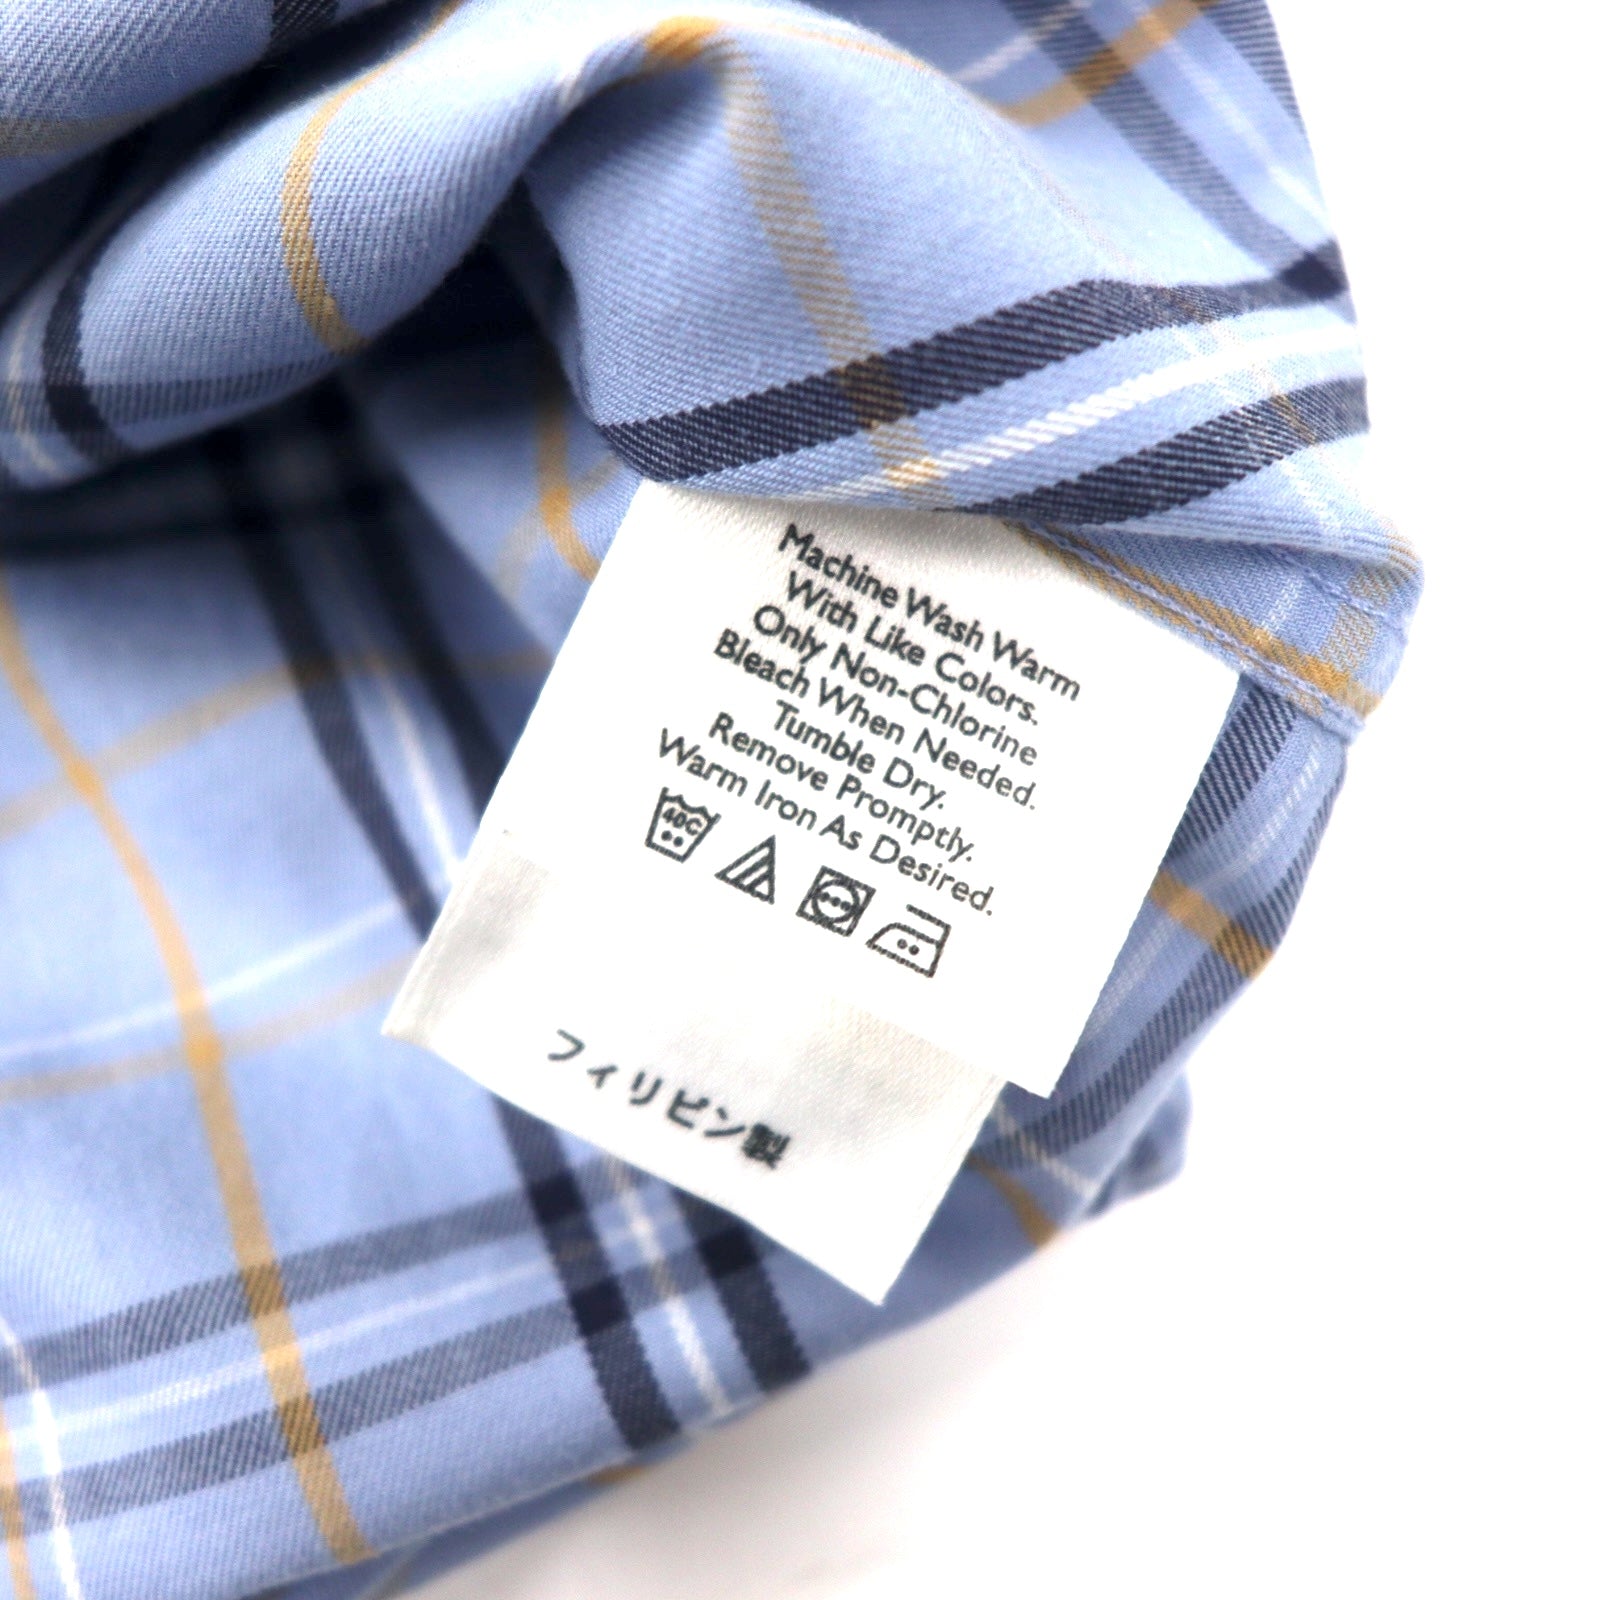 Machine Wash Warm
With Like Colors.
Only Non-Chlorine
Bleach When Needed.
Tumble Dry.
Remove Promptly.
Warm Iron As Desired.
40C
フィリピン製